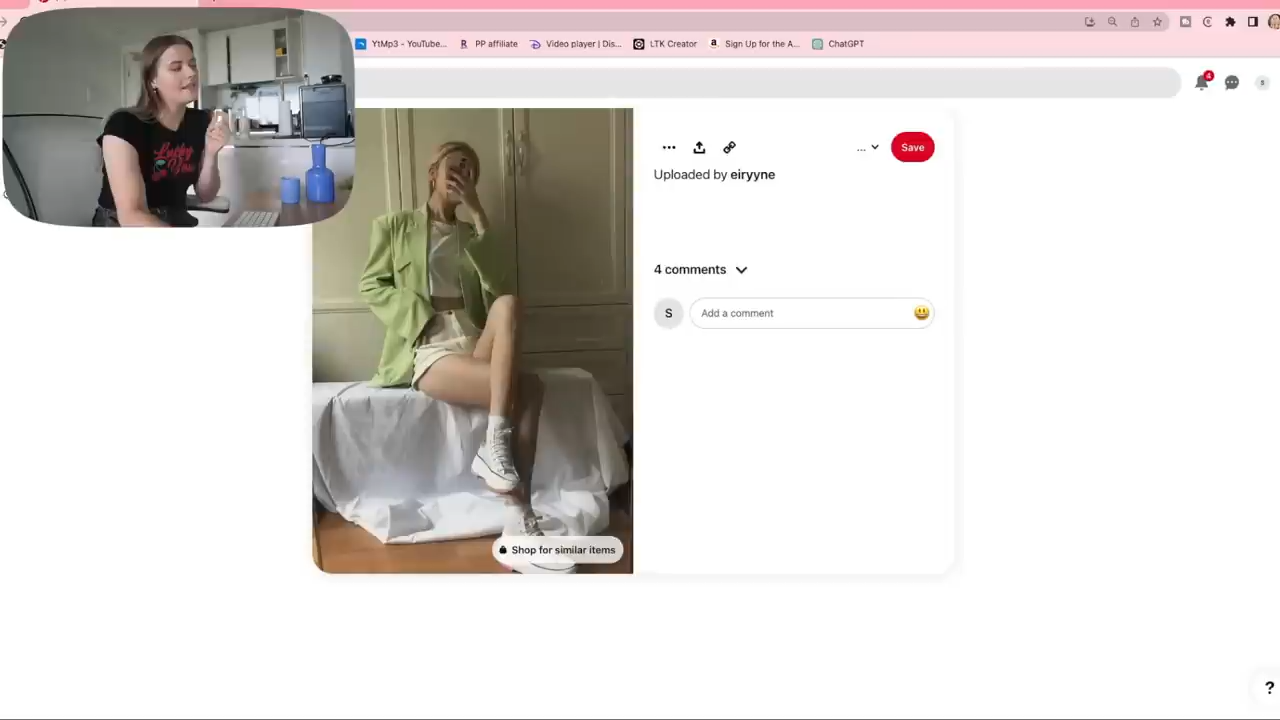 YtMp3 - YouTube...
PP affiliate
Video player | Dis...
LTK Creator
Sign Up for the A...
ChatGPT
4
... Save
Uploaded by eiryyne
4 comments
S
Add a comment
Shop for similar items
?